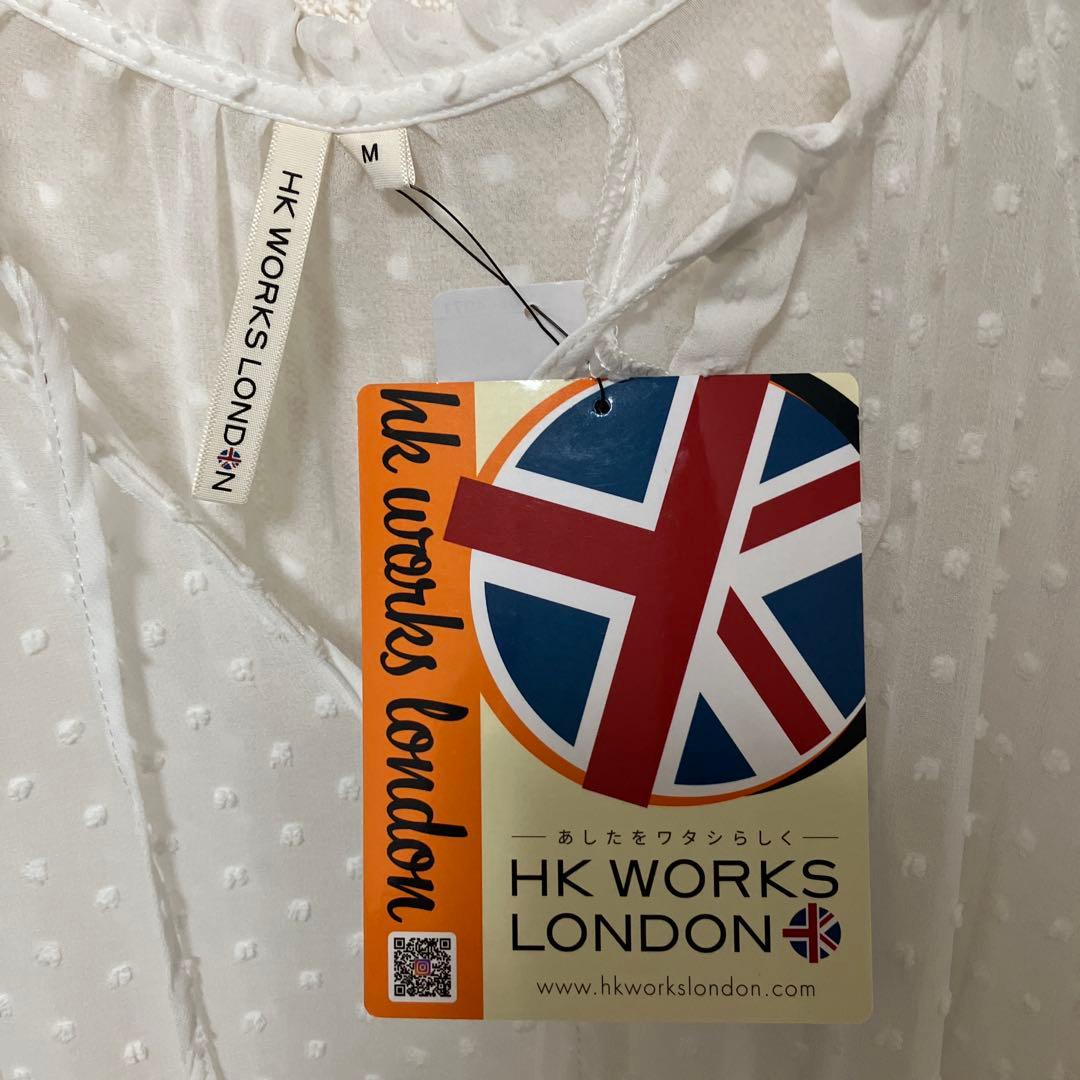 M
HK WORKS LONDON
hk works london
あしたをワタシらしく
HK WORKS
LONDON
www.hkworkslondon.com